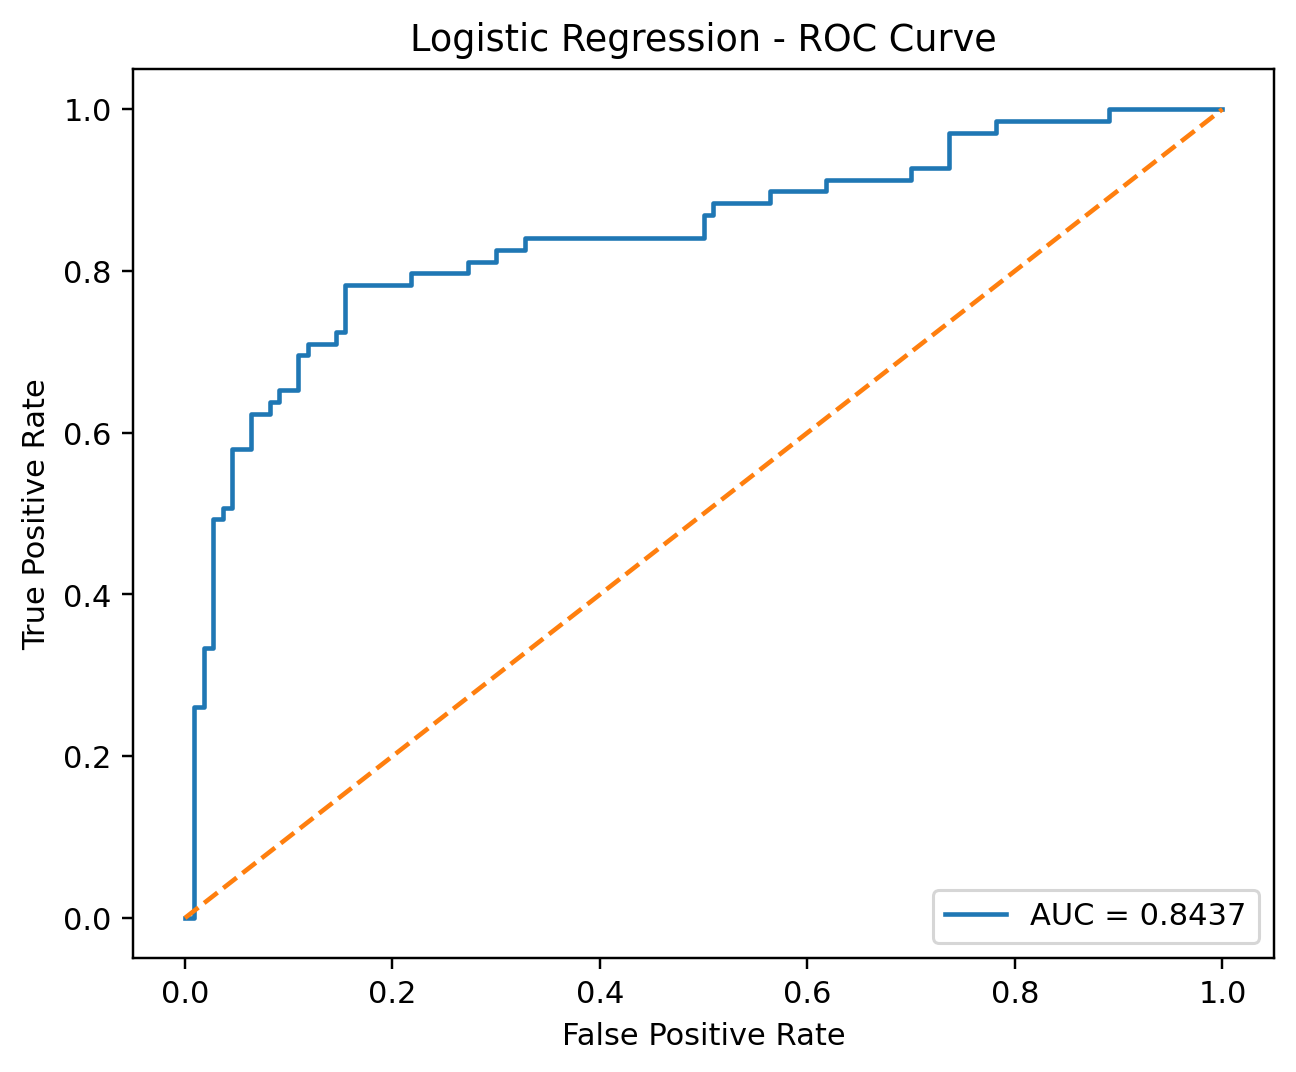 Logistic Regression - ROC Curve
True Positive Rate
1.0
0.8
0.6
0.4
0.2
0.0
AUC = 0.8437
0.0 0.2 0.4 0.6 0.8 1.0
False Positive Rate